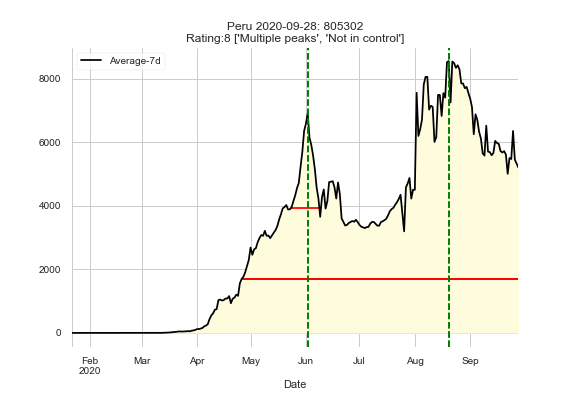 Peru 2020-09-28: 805302
Rating:8 ['Multiple peaks', 'Not in control']
Average-7d
8000
6000
4000
2000
0
Feb Mar Apr May Jun Jul Aug Sep
2020
Date